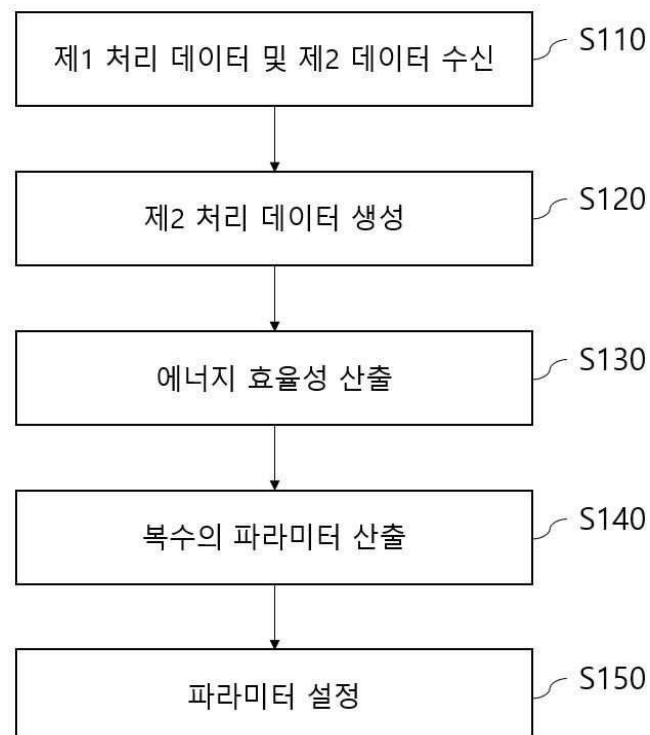 제1 처리 데이터 및 제2 데이터 수신
S110
제2 처리 데이터 생성
S120
에너지 효율성 산출
S130
복수의 파라미터 산출
S140
파라미터 설정
S150